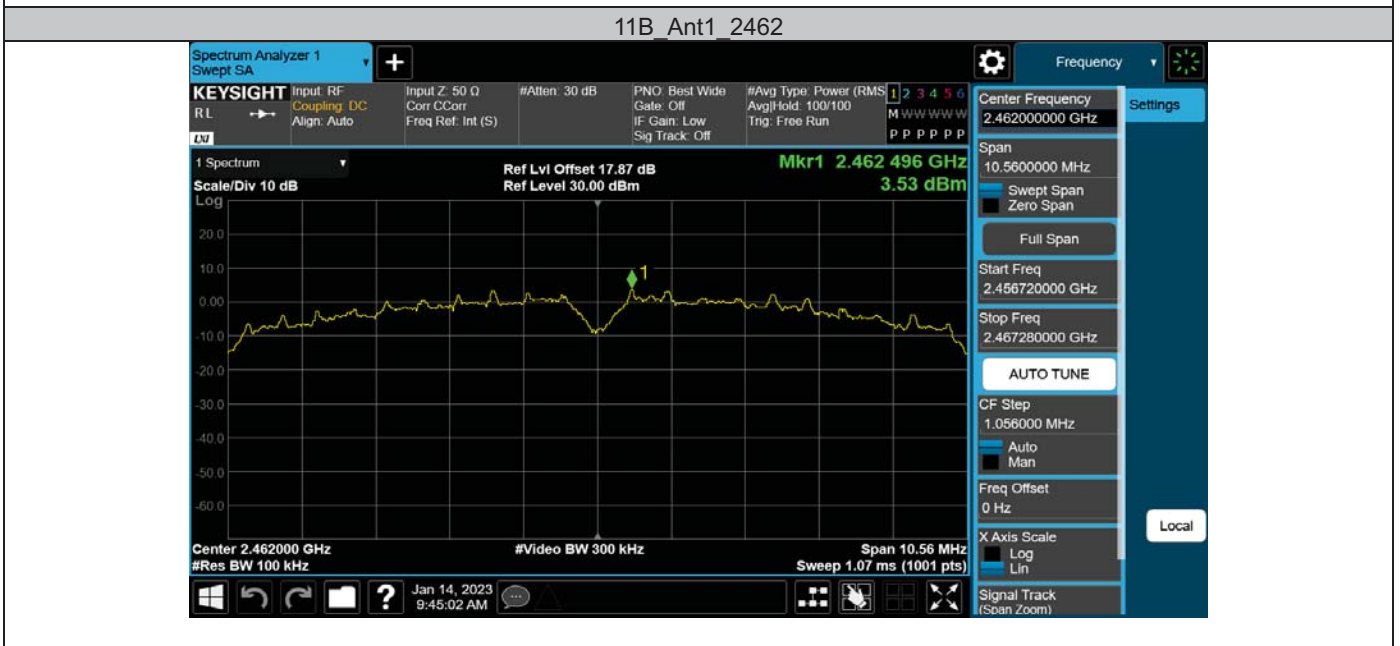 11B_Ant1_2462
Spectrum Analyzer 1
Swept SA
+
Frequency
KEYSIGHT
RL
LXI
Input: RF
Coupling: DC
Align: Auto
Input Z: 50 Ω
Corr CCorr
Freq Ref: Int (S)
#Atten: 30 dB
PNO: Best Wide
Gate: Off
IF Gain: Low
Sig Track: Off
#Avg Type: Power (RMS
Avg|Hold: 100/100
Trig: Free Run
1 2 3 4 5 6
M W W W W W
P P P P P P
1 Spectrum
Scale/Div 10 dB
Log
Ref Lvl Offset 17.87 dB
Ref Level 30.00 dBm
Mkr1 2.462 496 GHz
3.53 dBm
20.0
10.0
0.00
-10.0
-20.0
-30.0
-40.0
-50.0
-60.0
1
Center 2.462000 GHz
#Res BW 100 kHz
#Video BW 300 kHz
Span 10.56 MHz
Sweep 1.07 ms (1001 pts)
Center Frequency
2.462000000 GHz
Settings
Span
10.5600000 MHz
Swept Span
Zero Span
Full Span
Start Freq
2.456720000 GHz
Stop Freq
2.467280000 GHz
AUTO TUNE
CF Step
1.056000 MHz
Auto
Man
Freq Offset
0 Hz
X Axis Scale
Log
Lin
Local
Signal Track
(Span Zoom)
?
Jan 14, 2023
9:45:02 AM